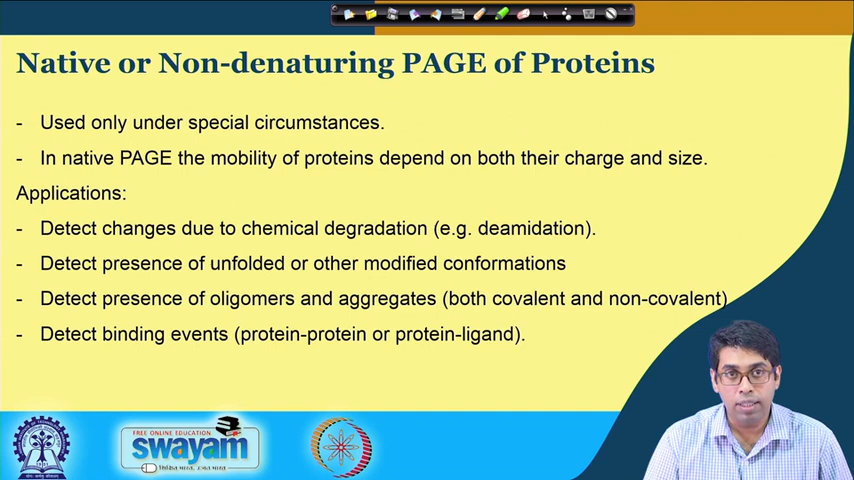 Native or Non-denaturing PAGE of Proteins
- Used only under special circumstances.
- In native PAGE the mobility of proteins depend on both their charge and size.
Applications:
- Detect changes due to chemical degradation (e.g. deamidation).
- Detect presence of unfolded or other modified conformations
- Detect presence of oligomers and aggregates (both covalent and non-covalent)
- Detect binding events (protein-protein or protein-ligand).
FREE ONLINE EDUCATION
swayam